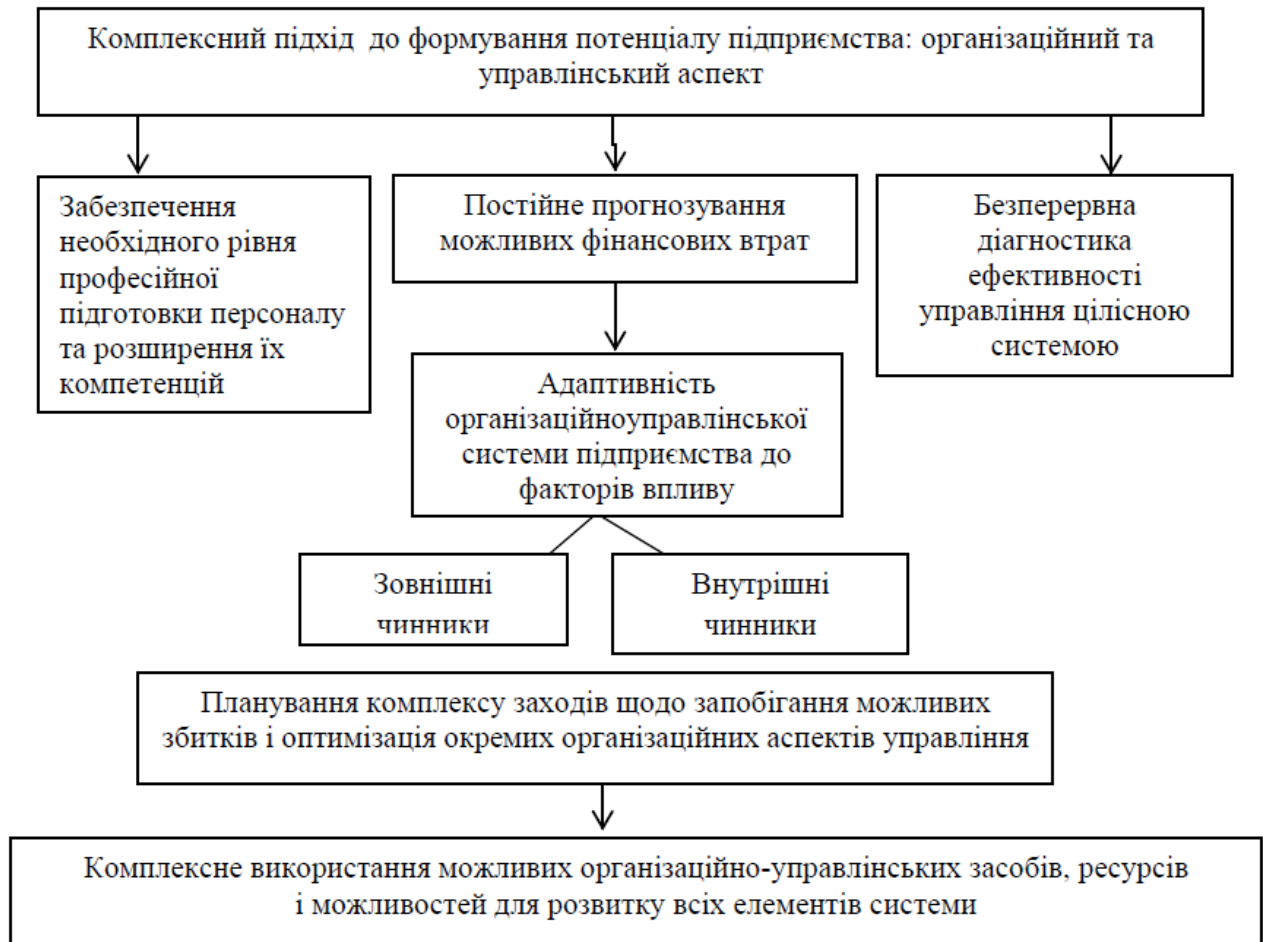 Комплексний підхід до формування потенціалу підприємства: організаційний та
управлінський аспект
Забезпечення
необхідного рівня
професійної
підготовки персоналу
та розширення їх
компетенцій
Постійне прогнозування
можливих фінансових втрат
Безперервна
діагностика
ефективності
управління цілісною
системою
Адаптивність
організаційноуправлінської
системи підприємства до
факторів впливу
Зовнішні
чинники
Внутрішні
чинники
Планування комплексу заходів щодо запобігання можливих
збитків і оптимізація окремих організаційних аспектів управління
Комплексне використання можливих організаційно-управлінських засобів, ресурсів
і можливостей для розвитку всіх елементів системи